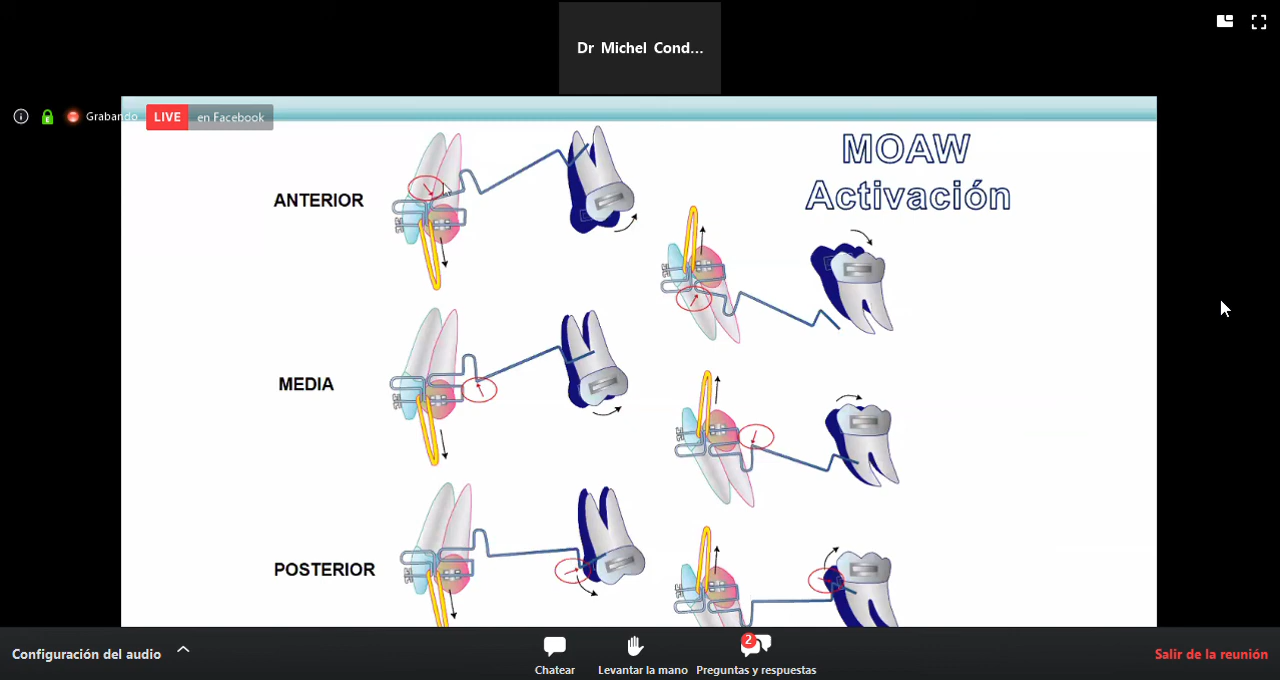 Dr Michel Cond...
Grabando
LIVE en Facebook
MOAW
Activación
ANTERIOR
MEDIA
POSTERIOR
Configuración del audio
Chatear
Levantar la mano
2
Preguntas y respuestas
Salir de la reunión